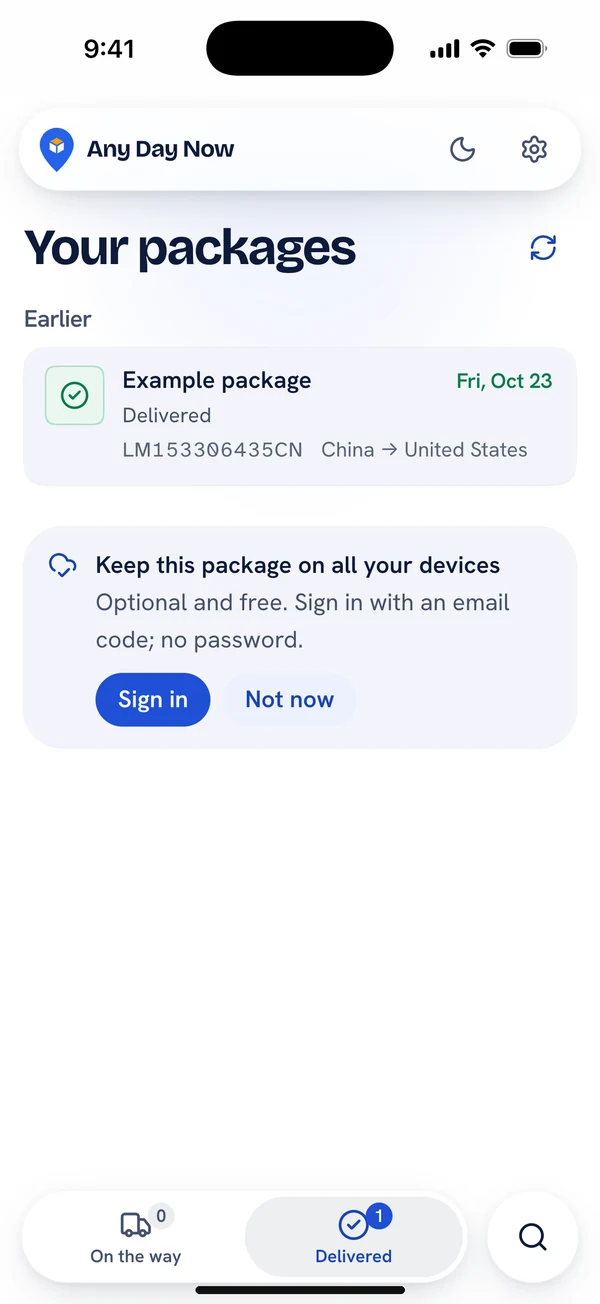 9:41
Any Day Now
Your packages
Earlier
Example package
Fri, Oct 23
Delivered
LM153306435CN China → United States
Keep this package on all your devices
Optional and free. Sign in with an email
code; no password.
Sign in
Not now
0
On the way
1
Delivered